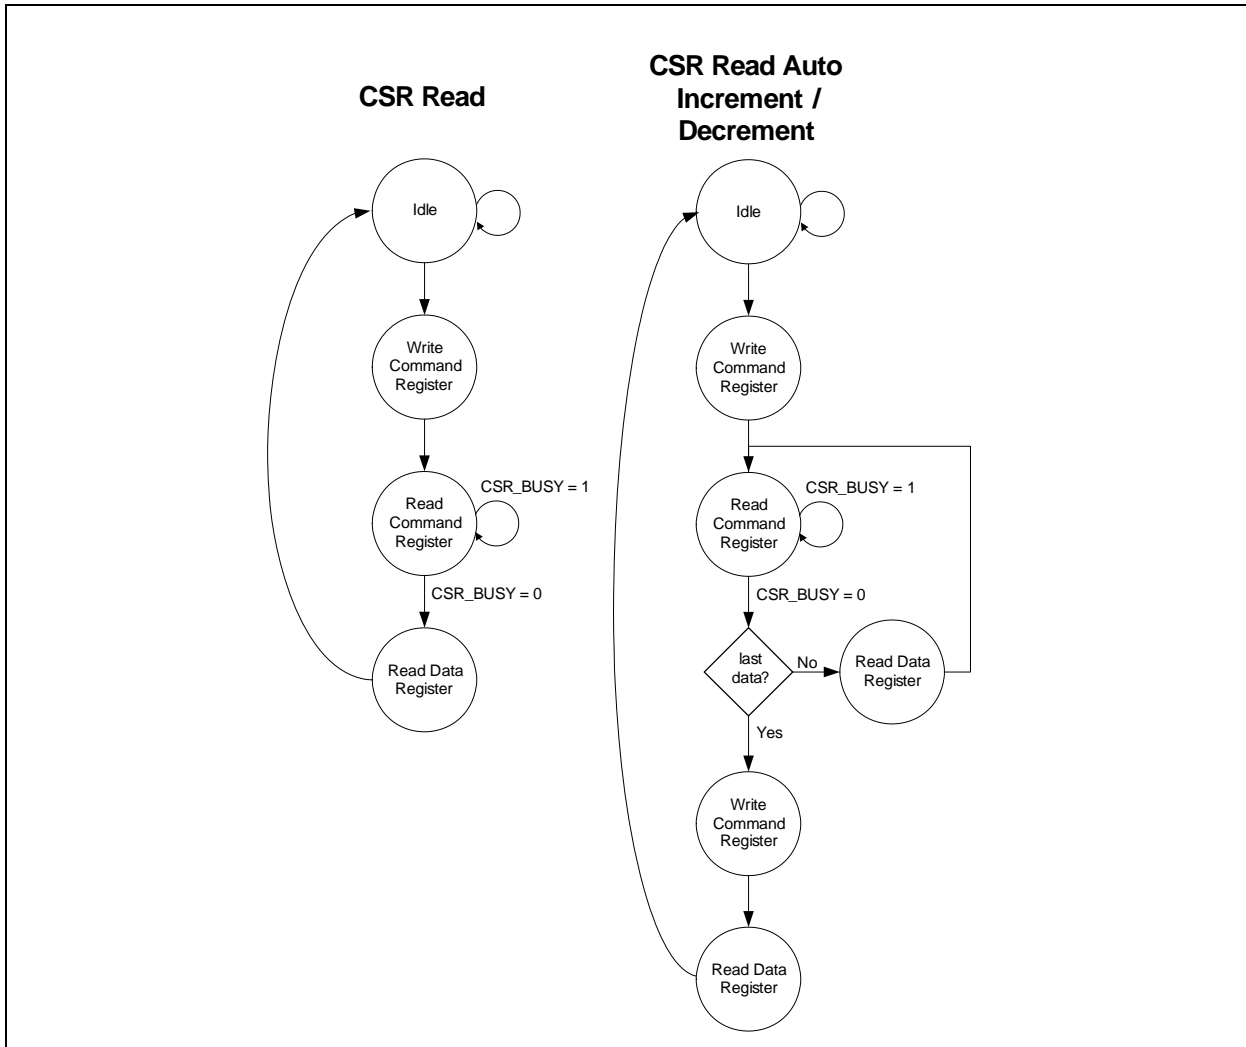 CSR Read
Idle
Write
Command
Register
Read
Command
Register
CSR_BUSY = 1
CSR_BUSY = 0
Read Data
Register
CSR Read Auto
Increment /
Decrement
Idle
Write
Command
Register
Read
Command
Register
CSR_BUSY = 1
CSR_BUSY = 0
last
data?
No
Read Data
Register
Yes
Write
Command
Register
Read Data
Register